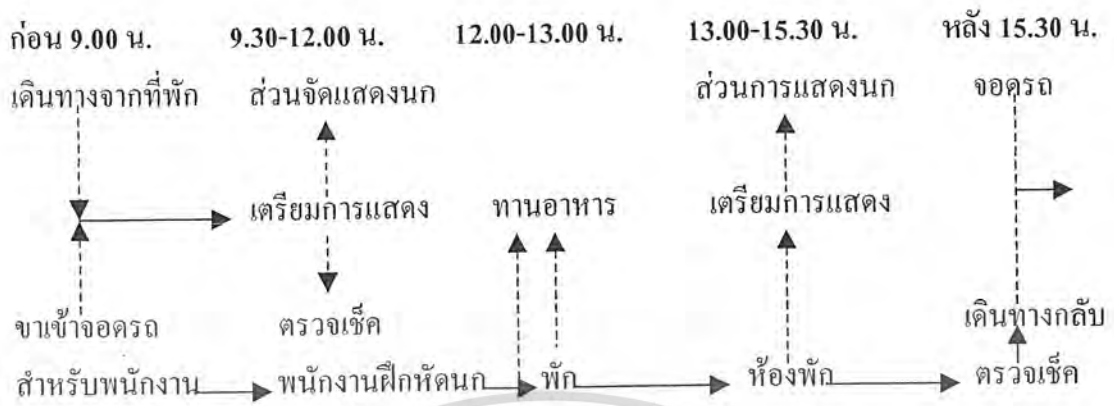 ก่อน 9.00 น. 9.30-12.00 น. 12.00-13.00 น. 13.00-15.30 น. หลัง 15.30 น.
เดินทางจากที่พัก ส่วนจัดแสดงนก ส่วนการแสดงนก จอดรถ
เตรียมการแสดง ทานอาหาร เตรียมการแสดง
ขาเข้าจอดรถ ตรวจเช็ค เดินทางกลับ
สำหรับพนักงาน พนักงานฝึกหัดนก พัก ห้องพัก ตรวจเช็ค